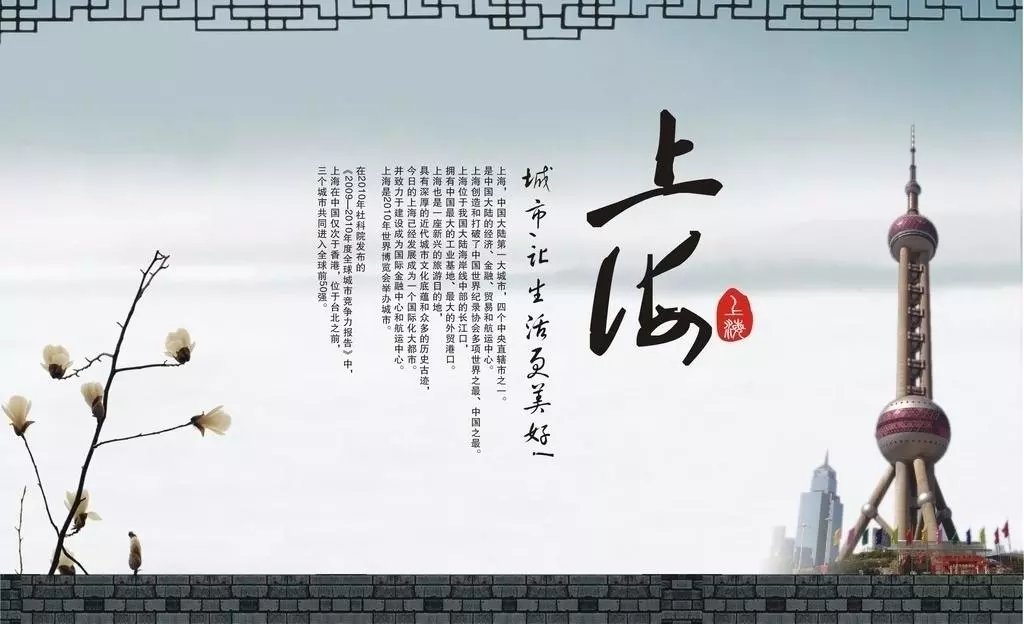 上海
上海
城市,让生活更美好!
上海，中国大陆第一大城市，四个中央直辖市之一。
是中国大陆的经济、金融、贸易和航运中心。
上海创造和打破了中国世界纪录协会多项世界之最、中国之最。
上海位于我国大陆海岸线中部的长江口，
拥有中国最大的工业基地、最大的外贸港口。
上海也是一座新兴的旅游目的地，
具有深厚的近代城市文化底蕴和众多的历史古迹，
今日的上海已经发展成为一个国际化大都市。
并致力于建设成为国际金融中心和航运中心。
上海是2010年世界博览会举办城市。
在2010年社科院发布的
《2009—2010年度全球城市竞争力报告》中，
上海在中国仅次于香港，位于台北之前，
三个城市共同进入全球前50强。